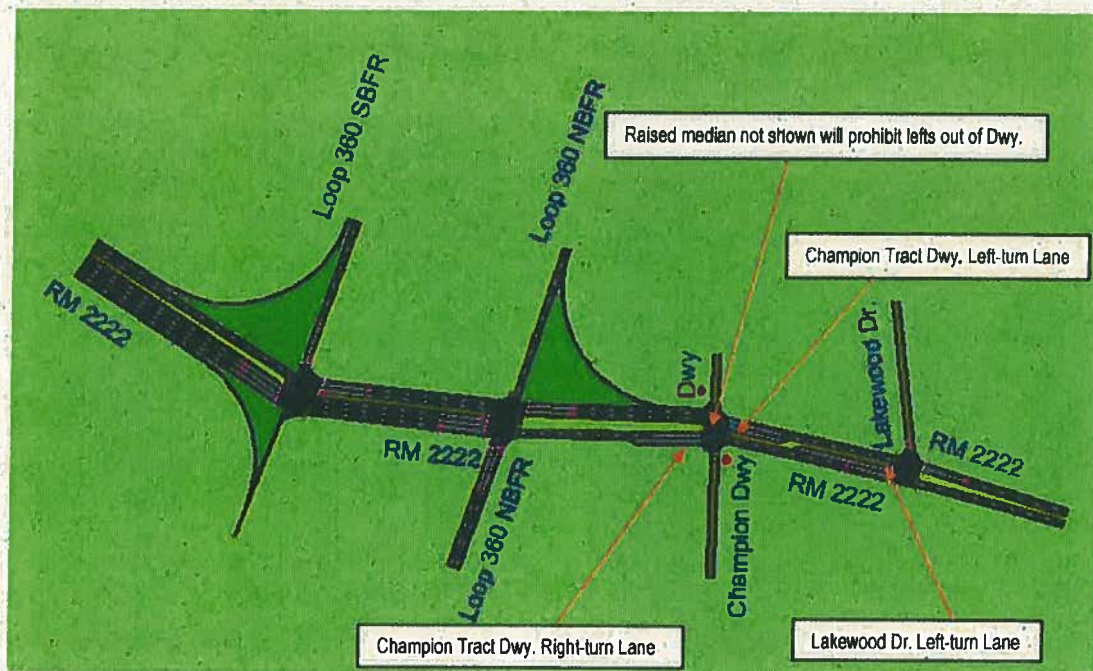 Loop 360 SBFR
Loop 360 NBFR
Raised median not shown will prohibit lefts out of Dwy.
Champion Tract Dwy. Left-turn Lane
RM 2222
Dwy
Lakewood Dr.
RM 2222
RM 2222
RM 2222
Loop 360 NBFR
Champion Dwy
Champion Tract Dwy. Right-turn Lane
Lakewood Dr. Left-turn Lane